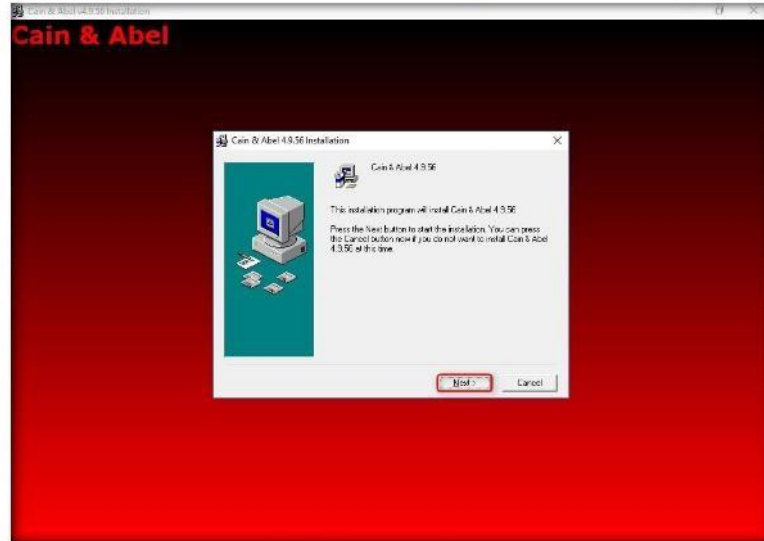 Cain & Abel v4.9.56 Installation
Cain & Abel
Cain & Abel 4.9.56 Installation
Cain & Abel 4.9.56
This installation program will install Cain & Abel 4.9.56
Press the Next button to start the installation. You can press
the Cancel button now if you do not want to install Cain & Abel
4.9.56 at this time.
Next >
Cancel